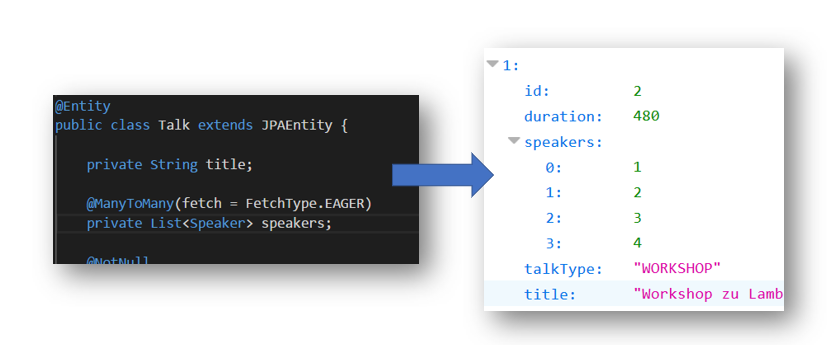 @Entity
public class Talk extends JPAEntity {
private String title;
@ManyToMany(fetch = FetchType.EAGER)
private List<Speaker> speakers;
@NotNull
1:
id: 2
duration: 480
speakers:
0: 1
1: 2
2: 3
3: 4
talkType: "WORKSHOP"
title: "Workshop zu Lamb